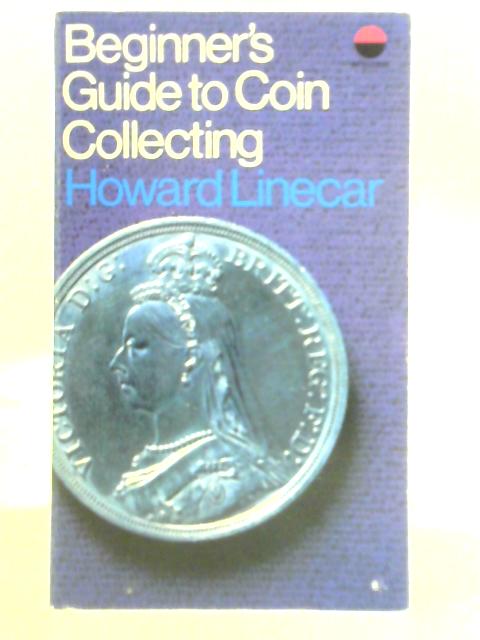 Beginner's
Guide to Coin
Collecting
Howard Linecar
VICTORIA D:G: BRITT:REG:F:D: